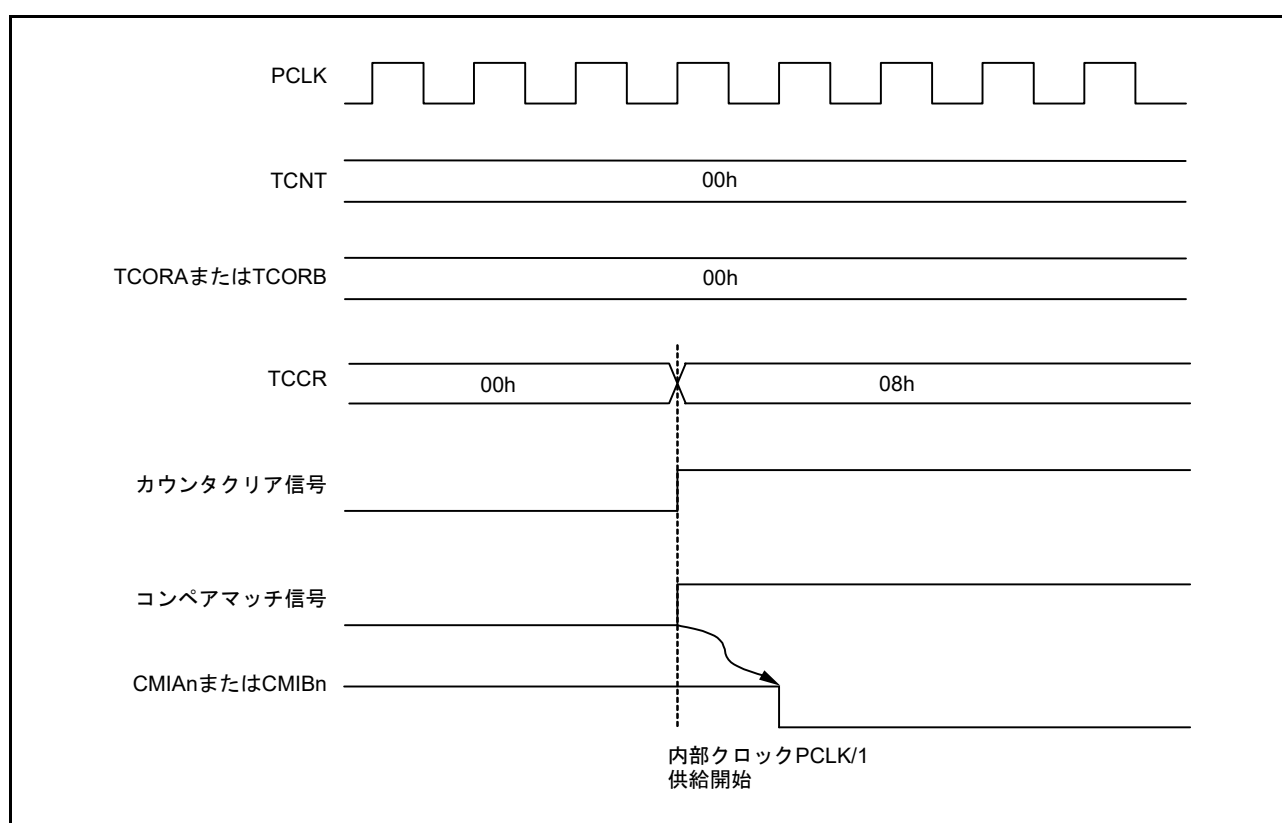 PCLK
TCNT
00h
TCORAまたはTCORB
00h
TCCR
00h
08h
カウンタクリア信号
コンペアマッチ信号
CMIAnまたはCMIBn
内部クロックPCLK/1
供給開始